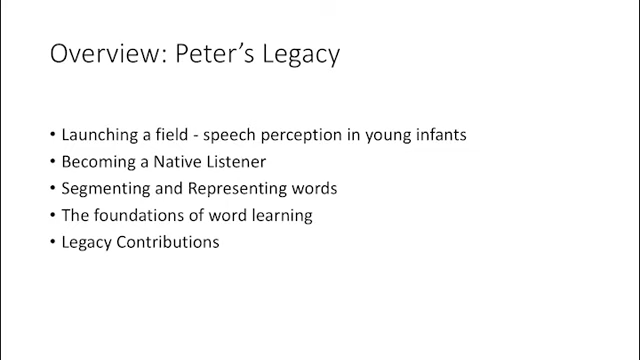 Overview: Peter’s Legacy
• Launching a field - speech perception in young infants
• Becoming a Native Listener
• Segmenting and Representing words
• The foundations of word learning
• Legacy Contributions